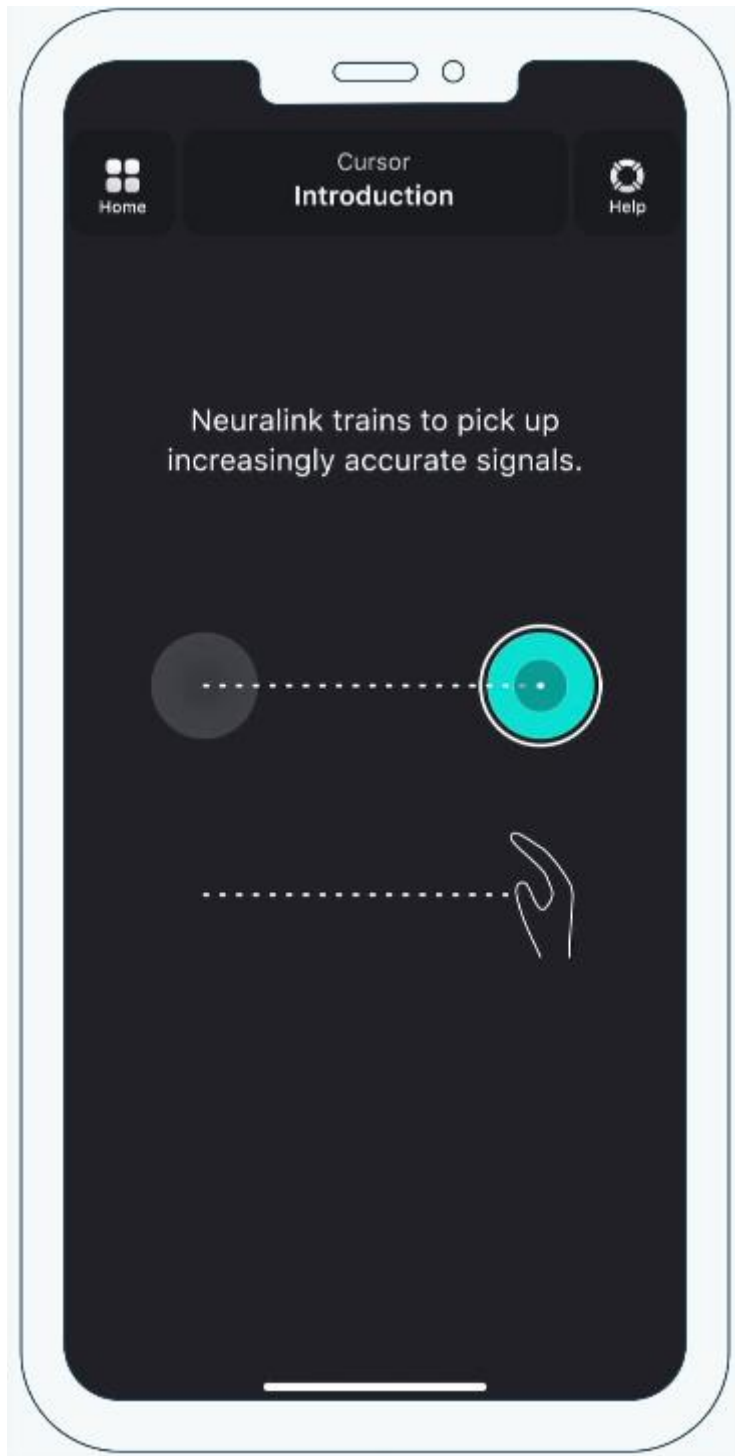 Cursor
Introduction
Home
Help
Neuralink trains to pick up
increasingly accurate signals.